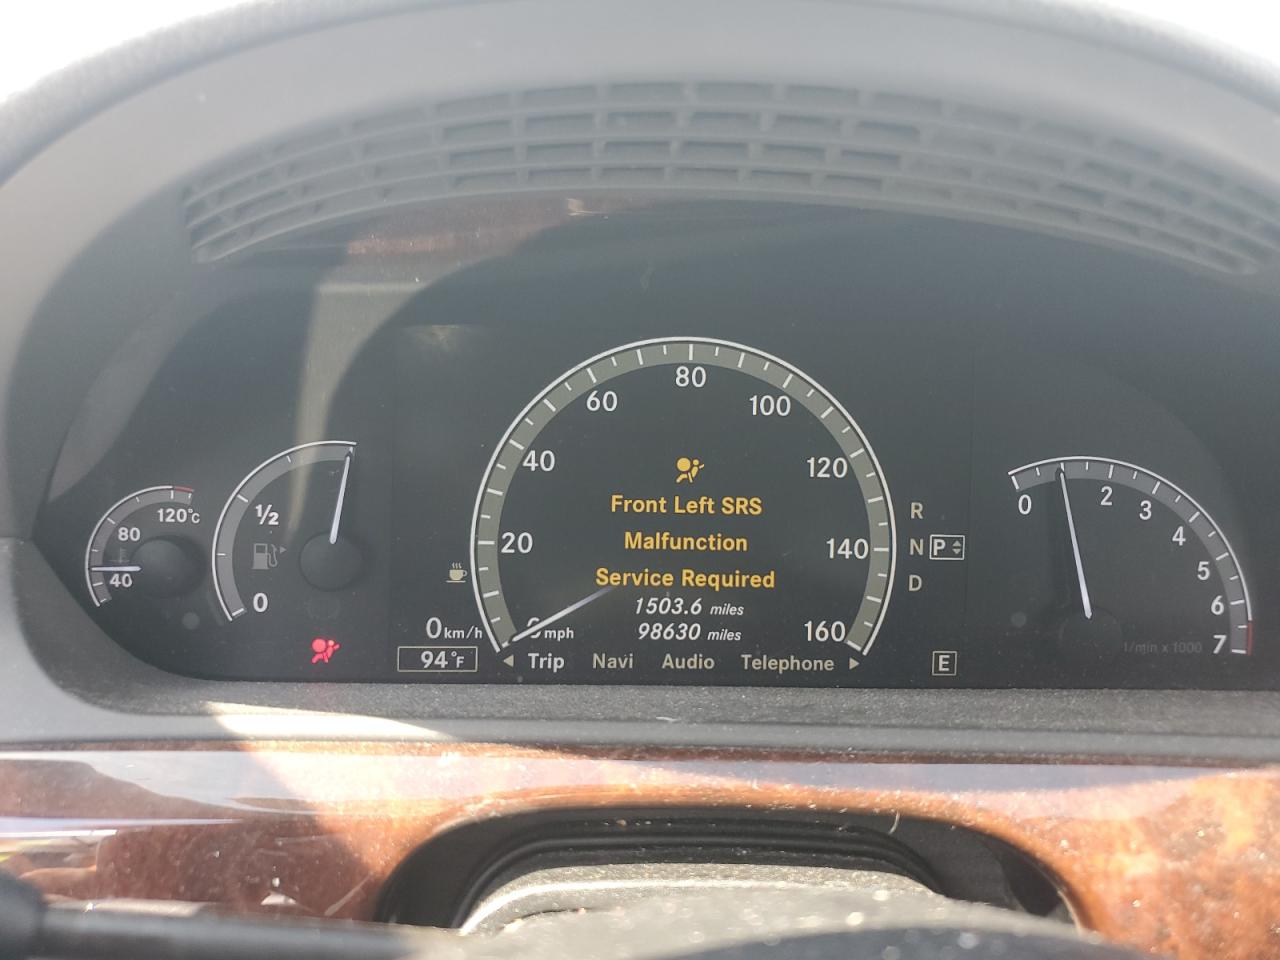 120°C
80
40
1/2
0
0 km/h
94°F
20
40
60
80
100
120
140
160
Front Left SRS
Malfunction
Service Required
1503.6 miles
98630 miles
mph
Trip Navi Audio Telephone
R
N P
D
E
0
2
3
4
5
6
7
1/min x 1000